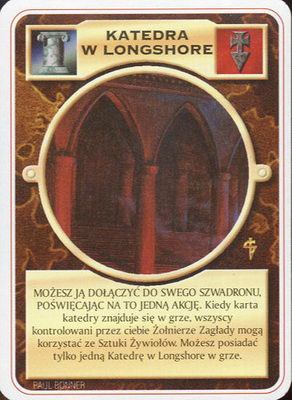 KATEDRA
W LONGSHORE
MOŻESZ JĄ DOŁĄCZYĆ DO SWEGO SZWADRONU,
POŚWIĘCAJĄC NA TO JEDNĄ AKCJĘ. Kiedy karta
katedry znajduje się w grze, wszyscy
kontrolowani przez ciebie Żołnierze Zagłady mogą
korzystać ze Sztuki Żywiołów. Możesz posiadać
tylko jedną Katedrę w Longshore w grze.
PAUL BONNER